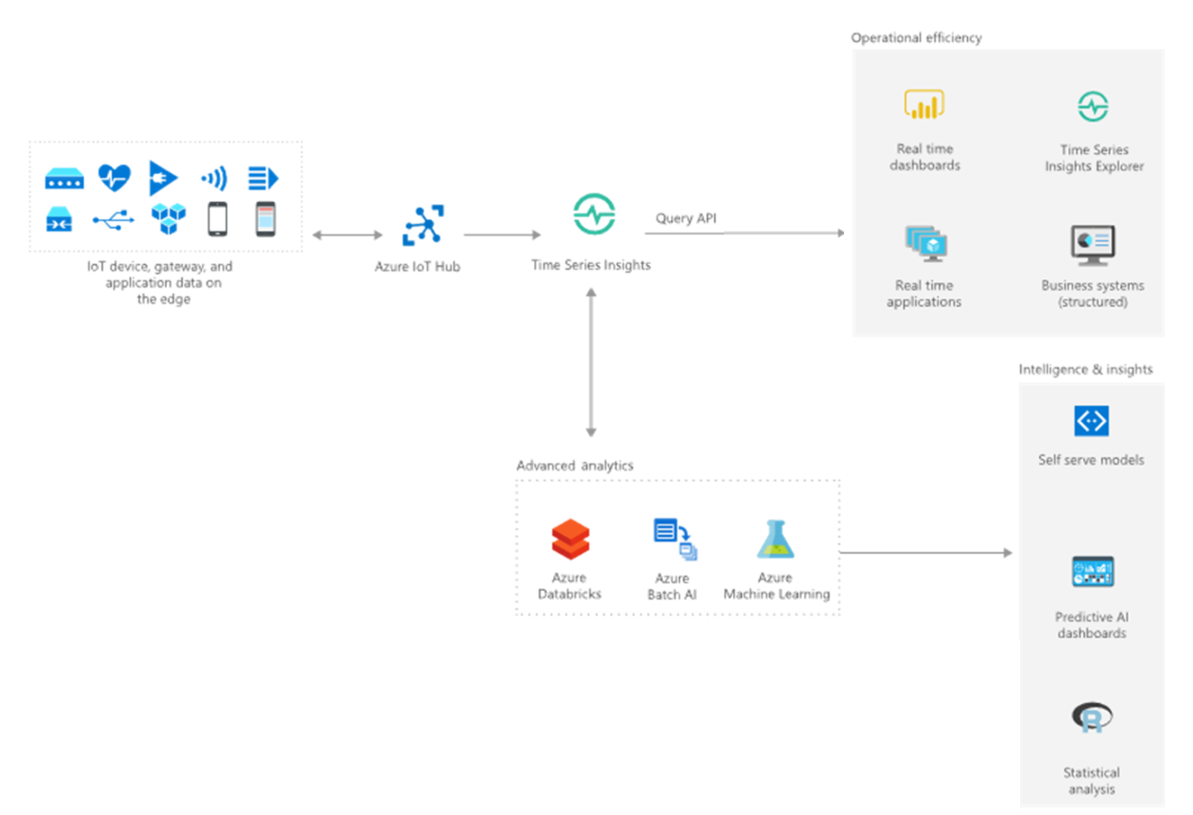 Operational efficiency
Real time
dashboards
Time Series
Insights Explorer
Real time
applications
Business systems
(structured)
IoT device, gateway, and
application data on
the edge
Azure IoT Hub
Time Series Insights
Query API
Intelligence & insights
Self serve models
Predictive AI
dashboards
Statistical
analysis
Advanced analytics
Azure
Databricks
Azure
Batch AI
Azure
Machine Learning